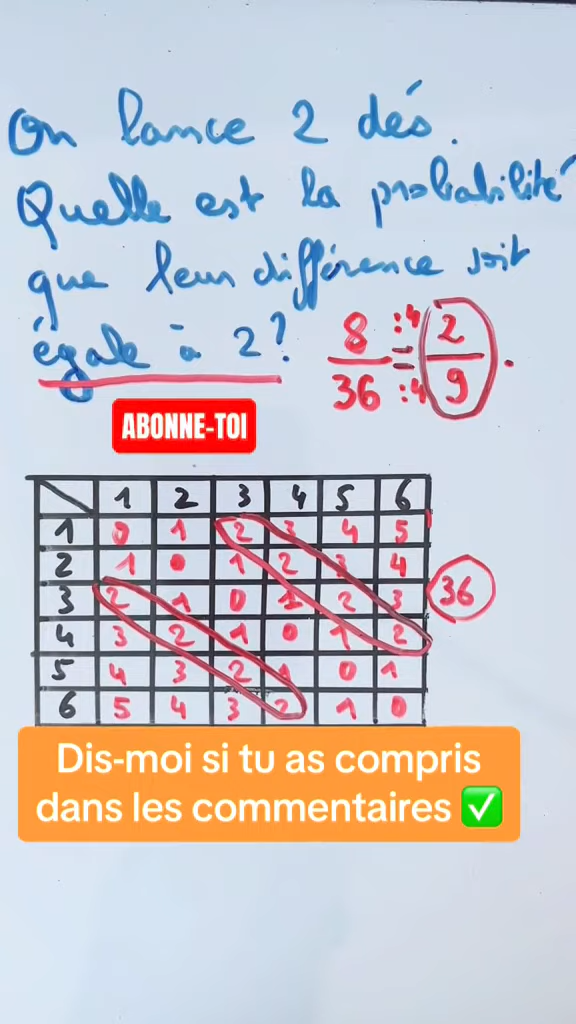 On lance 2 dés.
Quelle est la probabilité
que leur différence soit
égale à 2?
8 :4 2
— = —.
36 :4 9
ABONNE-TOI
1 2 3 4 5 6
1 0 1 2 3 4 5
2 1 0 1 2 3 4
3 2 1 0 1 2 3
4 3 2 1 0 1 2
5 4 3 2 1 0 1
6 5 4 3 2 1 0
36
Dis-moi si tu as compris
dans les commentaires ✅